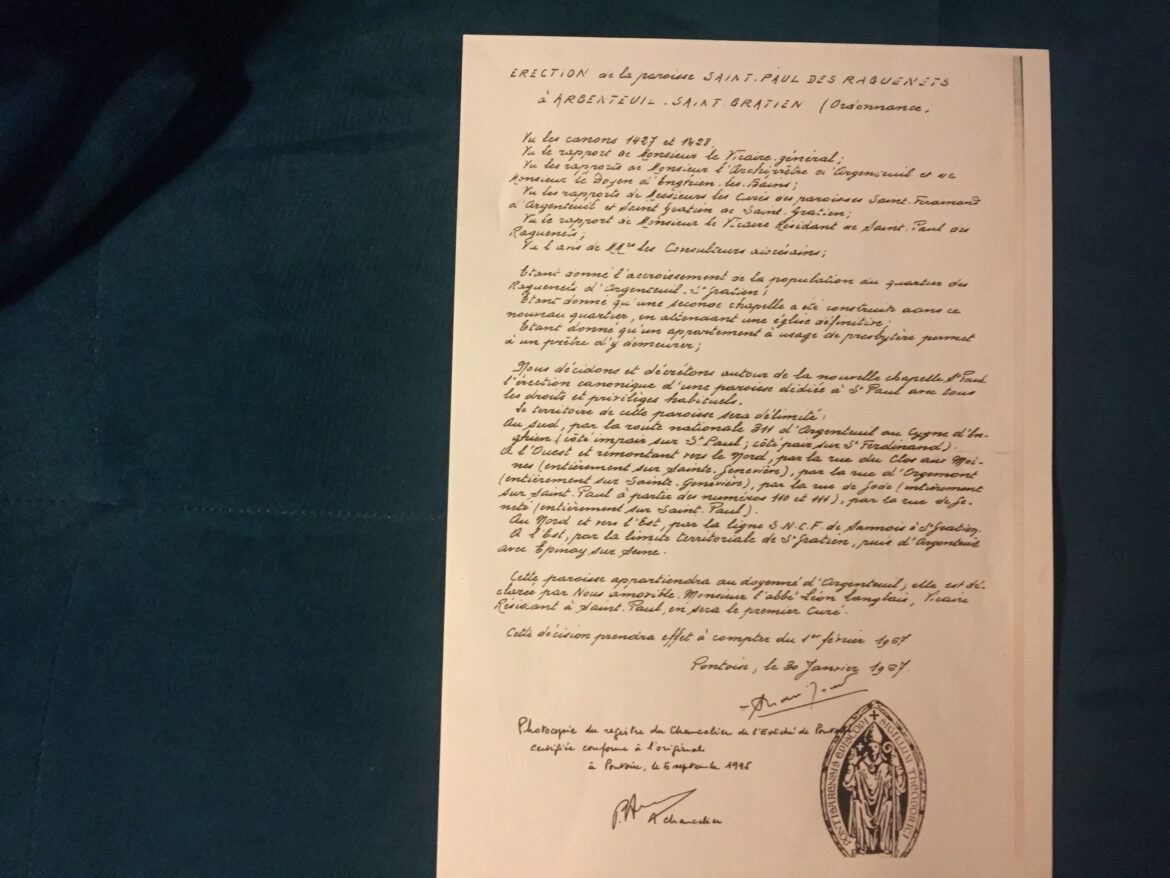 ERECTION de la paroisse SAINT-PAUL DES RAGUENETS
à ARGENTEUIL-SAINT GRATIEN (Ordonnance,
Vu les canons 1427 et 1428,
Vu le rapport de Monsieur le Vicaire général;
Vu les rapports de Monsieur l'Archiprêtre d'Argenteuil et de
Monsieur le Doyen d'Enghien-les-Bains;
Vu les rapports de Messieurs les Curés des paroisses Saint-Ferdinand
d'Argenteuil et Saint Gratien de Saint-Gratien;
Vu le rapport de Monsieur le Vicaire Résidant de Saint-Paul des
Raguenets;
Vu l'avis de MMrs les Consulteurs diocésains;
Etant donné l'accroissement de la population du quartier des
Raguenets d'Argenteuil-St Gratien;
Etant donné qu'une seconde chapelle a été construite dans ce
nouveau quartier, en attendant une église définitive;
Etant donné qu'un appartement à usage de presbytère permet
à un prêtre d'y demeurer;
Nous décidons et décrétons autour de la nouvelle chapelle St Paul
l'érection canonique d'une paroisse dédiée à St Paul avec tous
les droits et privilèges habituels.
Le territoire de cette paroisse sera délimité:
Au sud, par la route nationale 311 d'Argenteuil au Cygne d'En-
ghien (côté impair sur St Paul; côté pair sur St Ferdinand).
A l'Ouest et remontant vers le Nord, par la rue du Clos aux Moi-
nes (entièrement sur Sainte-Geneviève), par la rue d'Orgemont
(entièrement sur Sainte-Geneviève), par la rue de (entièrement
sur Saint-Paul à partir des numéros 110 et 111), par la rue de
(entièrement sur Saint-Paul).
Au Nord et vers l'Est, par la ligne S.N.C.F. de Sannois à St Gratien.
A l'Est, par la limite territoriale de St Gratien, puis d'Argenteuil
avec Epinay sur Seine.
Cette paroisse appartiendra au doyenné d'Argenteuil; elle est dé-
clarée par Nous amovible. Monsieur l'abbé Léon Langlais, Vicaire
Résidant à Saint-Paul, en sera le premier Curé.
Cette décision prendra effet à compter du 1er février 1967
Pontoise, le 30 Janvier 1967.
Photocopie du registre du Chancelier de l'Evêché de Pontoise
certifiée conforme à l'original
à Pontoise, le 5 septembre 1995
chancelier
PONTISARENSIS EPISCOPI SIGILLUM THEODORICI